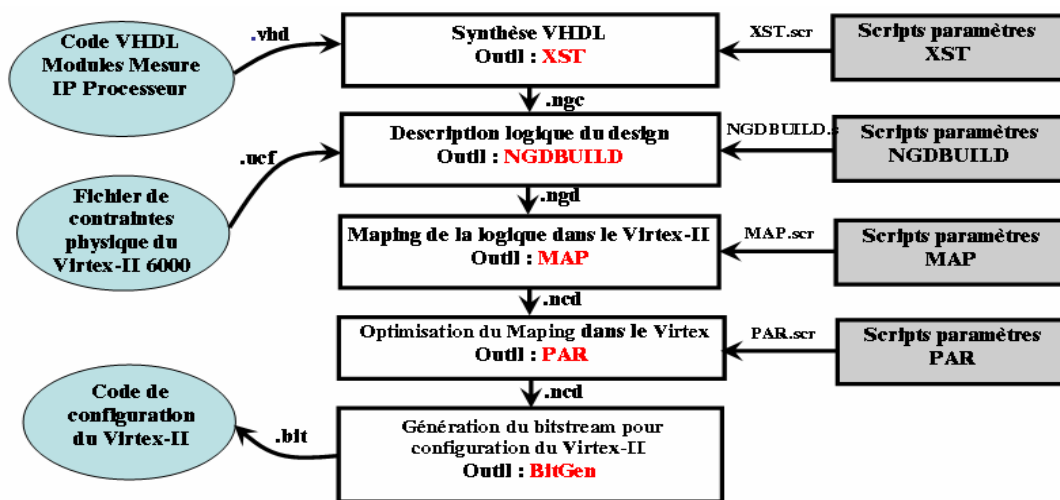 Code VHDL
Modules Mesure
IP Processeur
.vhd
Synthèse VHDL
Outil : XST
XST.scr
Scripts paramètres
XST
.ngc
Description logique du design
Outil : NGDBUILD
NGDBUILD.s
Scripts paramètres
NGDBUILD
.ucf
Fichier de
contraintes
physique du
Virtex-II 6000
.ngd
Maping de la logique dans le Virtex-II
Outil : MAP
MAP.scr
Scripts paramètres
MAP
.ncd
Optimisation du Maping dans le Virtex
Outil : PAR
PAR.scr
Scripts paramètres
PAR
.ncd
Code de
configuration
du Virtex-II
.bit
Génération du bitstream pour
configuration du Virtex-II
Outil : BitGen